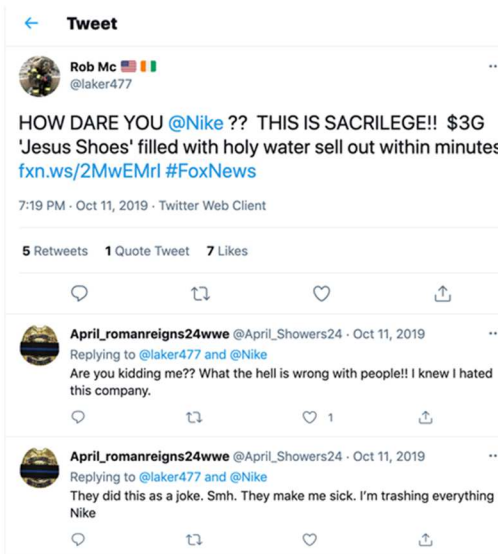 Tweet
Rob Mc 🇺🇸 🇮🇪
@laker477
HOW DARE YOU @Nike ?? THIS IS SACRILEGE!! $3G
'Jesus Shoes' filled with holy water sell out within minutes
fxn.ws/2MwEMrl #FoxNews
7:19 PM · Oct 11, 2019 · Twitter Web Client
5 Retweets 1 Quote Tweet 7 Likes
April_romanreigns24wwe @April_Showers24 · Oct 11, 2019
Replying to @laker477 and @Nike
Are you kidding me?? What the hell is wrong with people!! I knew I hated
this company.
1
April_romanreigns24wwe @April_Showers24 · Oct 11, 2019
Replying to @laker477 and @Nike
They did this as a joke. Smh. They make me sick. I'm trashing everything
Nike